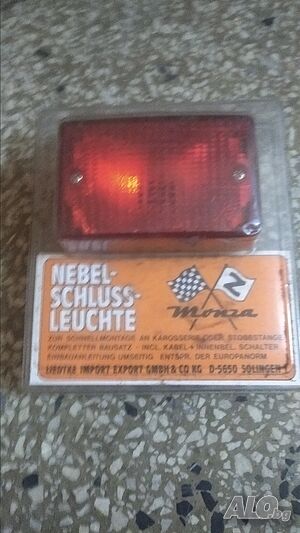 NEBEL-
SCHLUSS-
LEUCHTE
Z
Monza
ZUR SCHNELLMONTAGE AN KAROSSERIE ODER STOSSSTANGE
KOMPLETTER BAUSATZ - INCL. KABEL + INNENBEL. SCHALTER
EINBAUANLEITUNG UMSEITIG ENTSPR. DER EUROPANORM
LIEDTKE IMPORT EXPORT GMBH & CO KG D-5650 SOLINGEN 1
ALO.bg